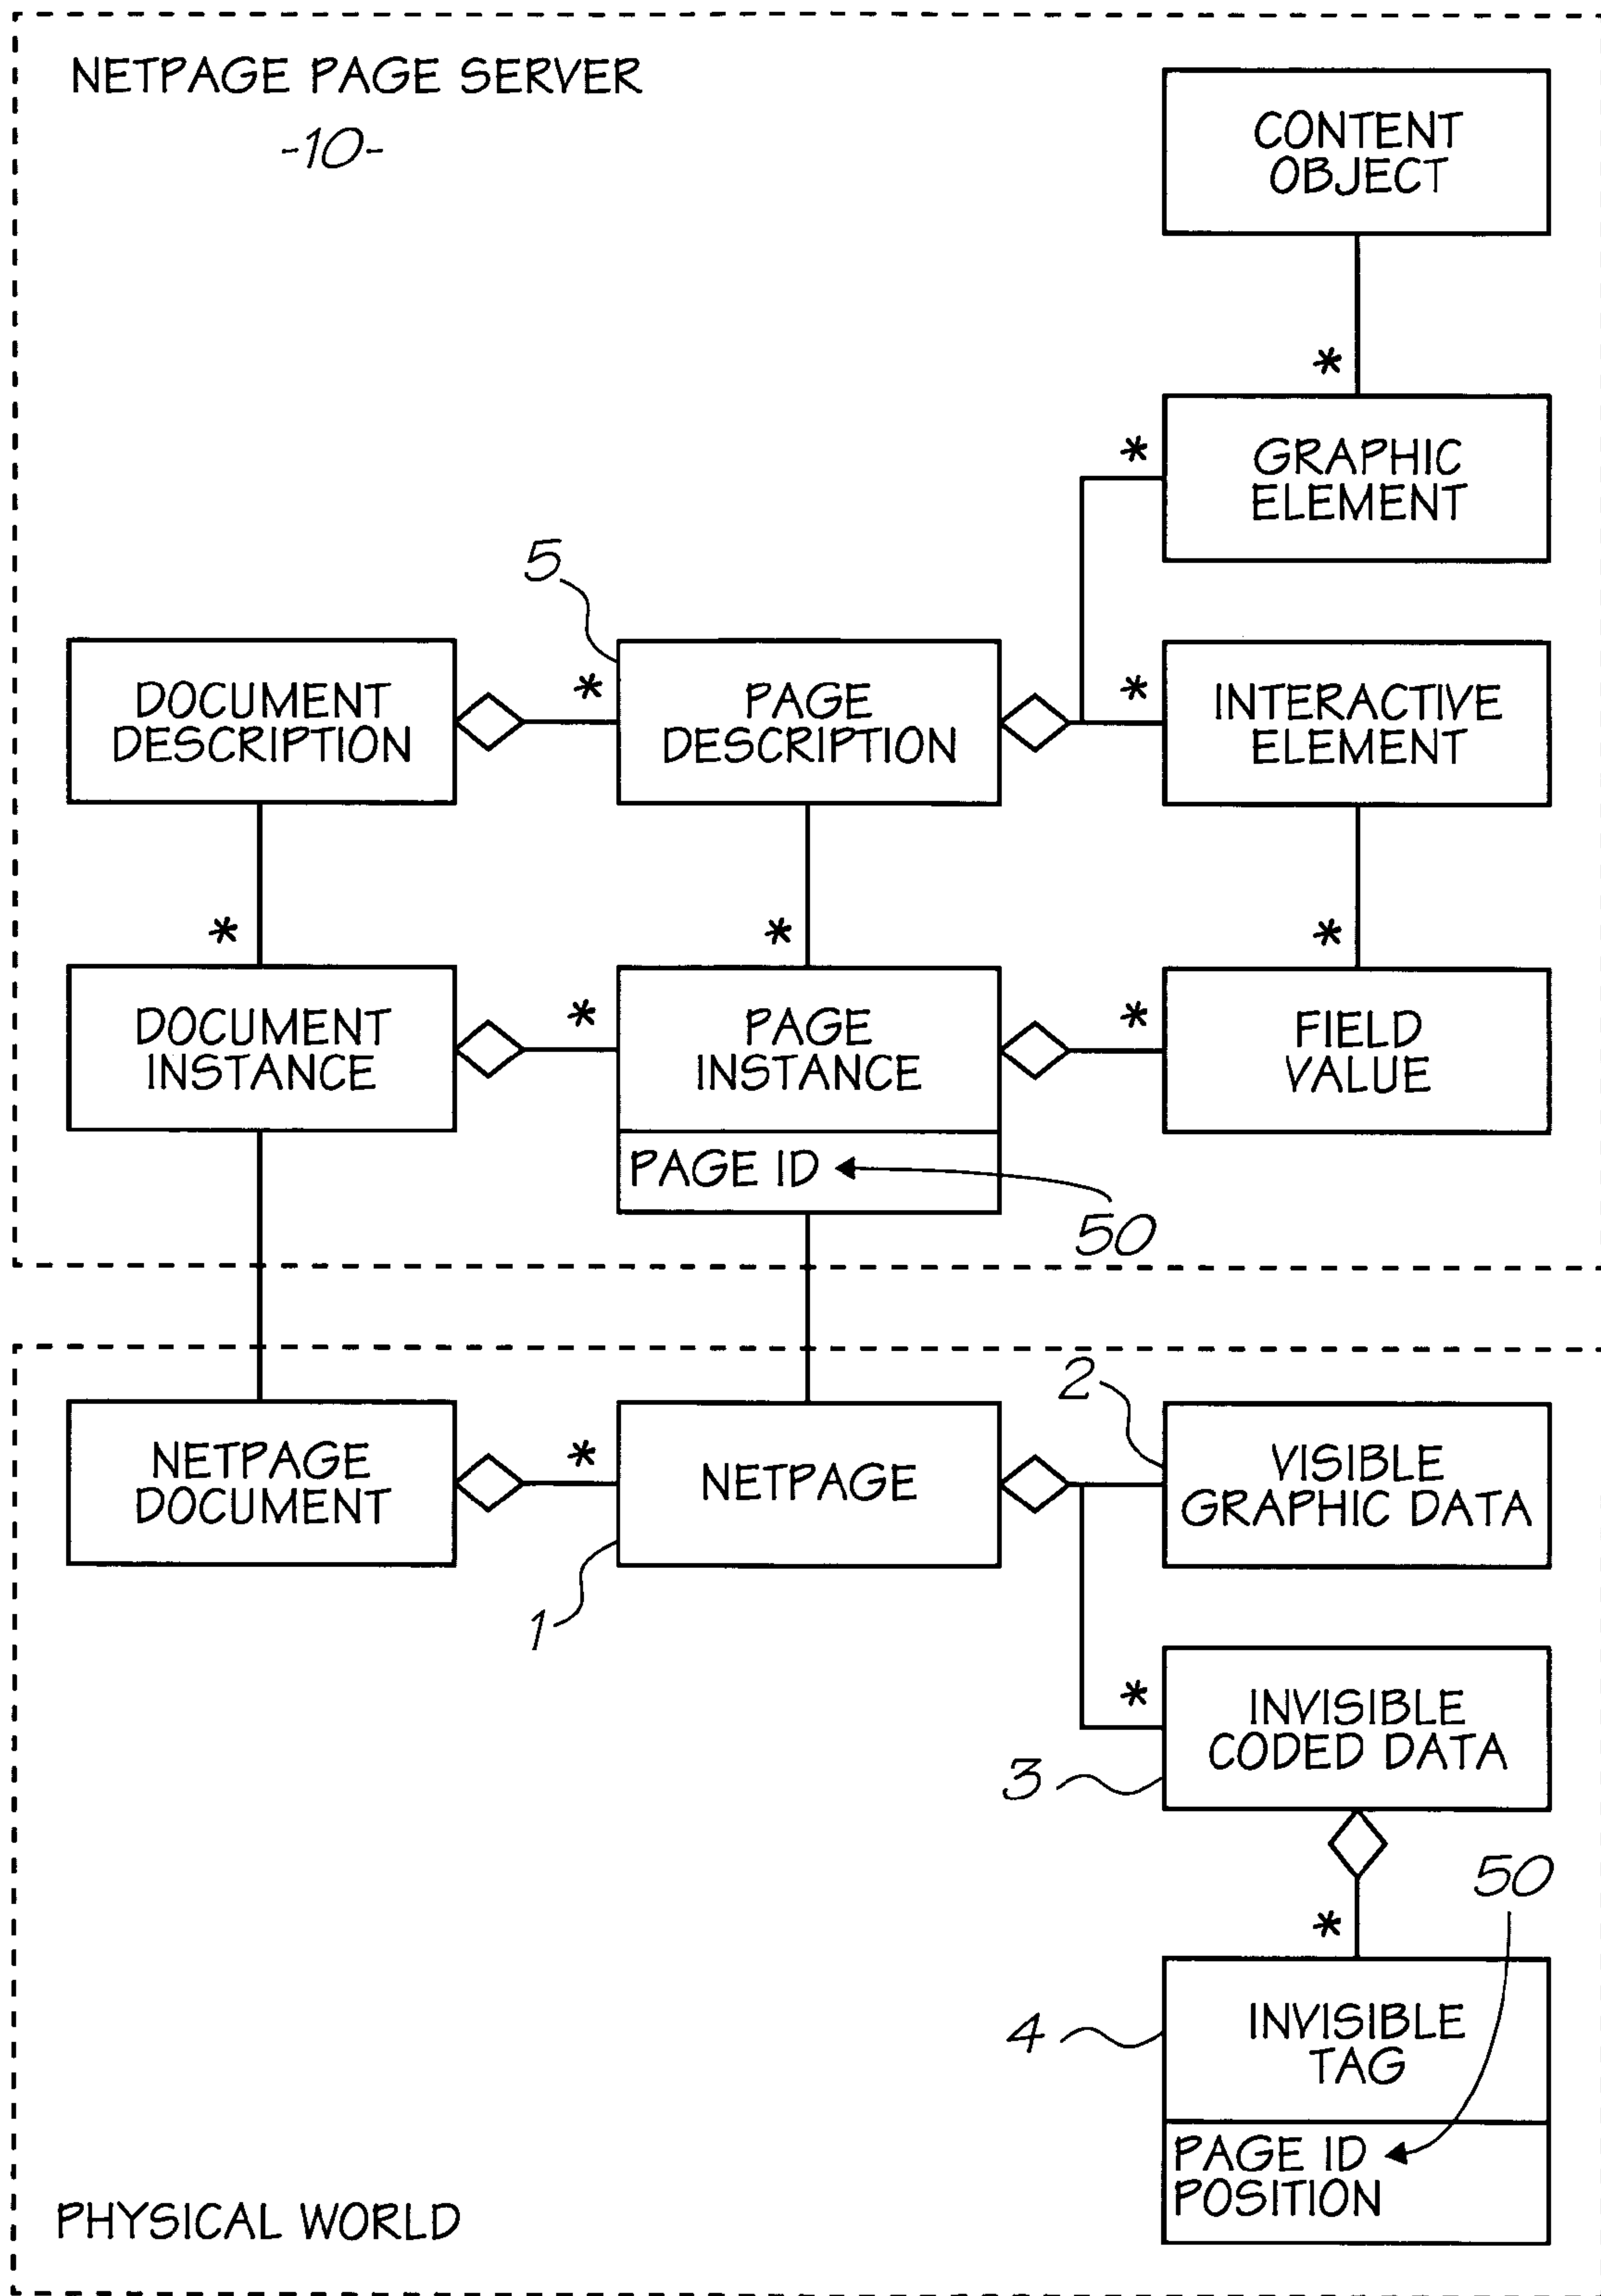 NETPAGE PAGE SERVER
-10-
CONTENT
OBJECT
*
*
GRAPHIC
ELEMENT
5
DOCUMENT
DESCRIPTION
*
PAGE
DESCRIPTION
*
INTERACTIVE
ELEMENT
*
*
*
DOCUMENT
INSTANCE
*
PAGE
INSTANCE
*
FIELD
VALUE
PAGE ID
50
2
NETPAGE
DOCUMENT
*
NETPAGE
VISIBLE
GRAPHIC DATA
1
*
INVISIBLE
CODED DATA
3
50
*
4
INVISIBLE
TAG
PAGE ID
POSITION
PHYSICAL WORLD